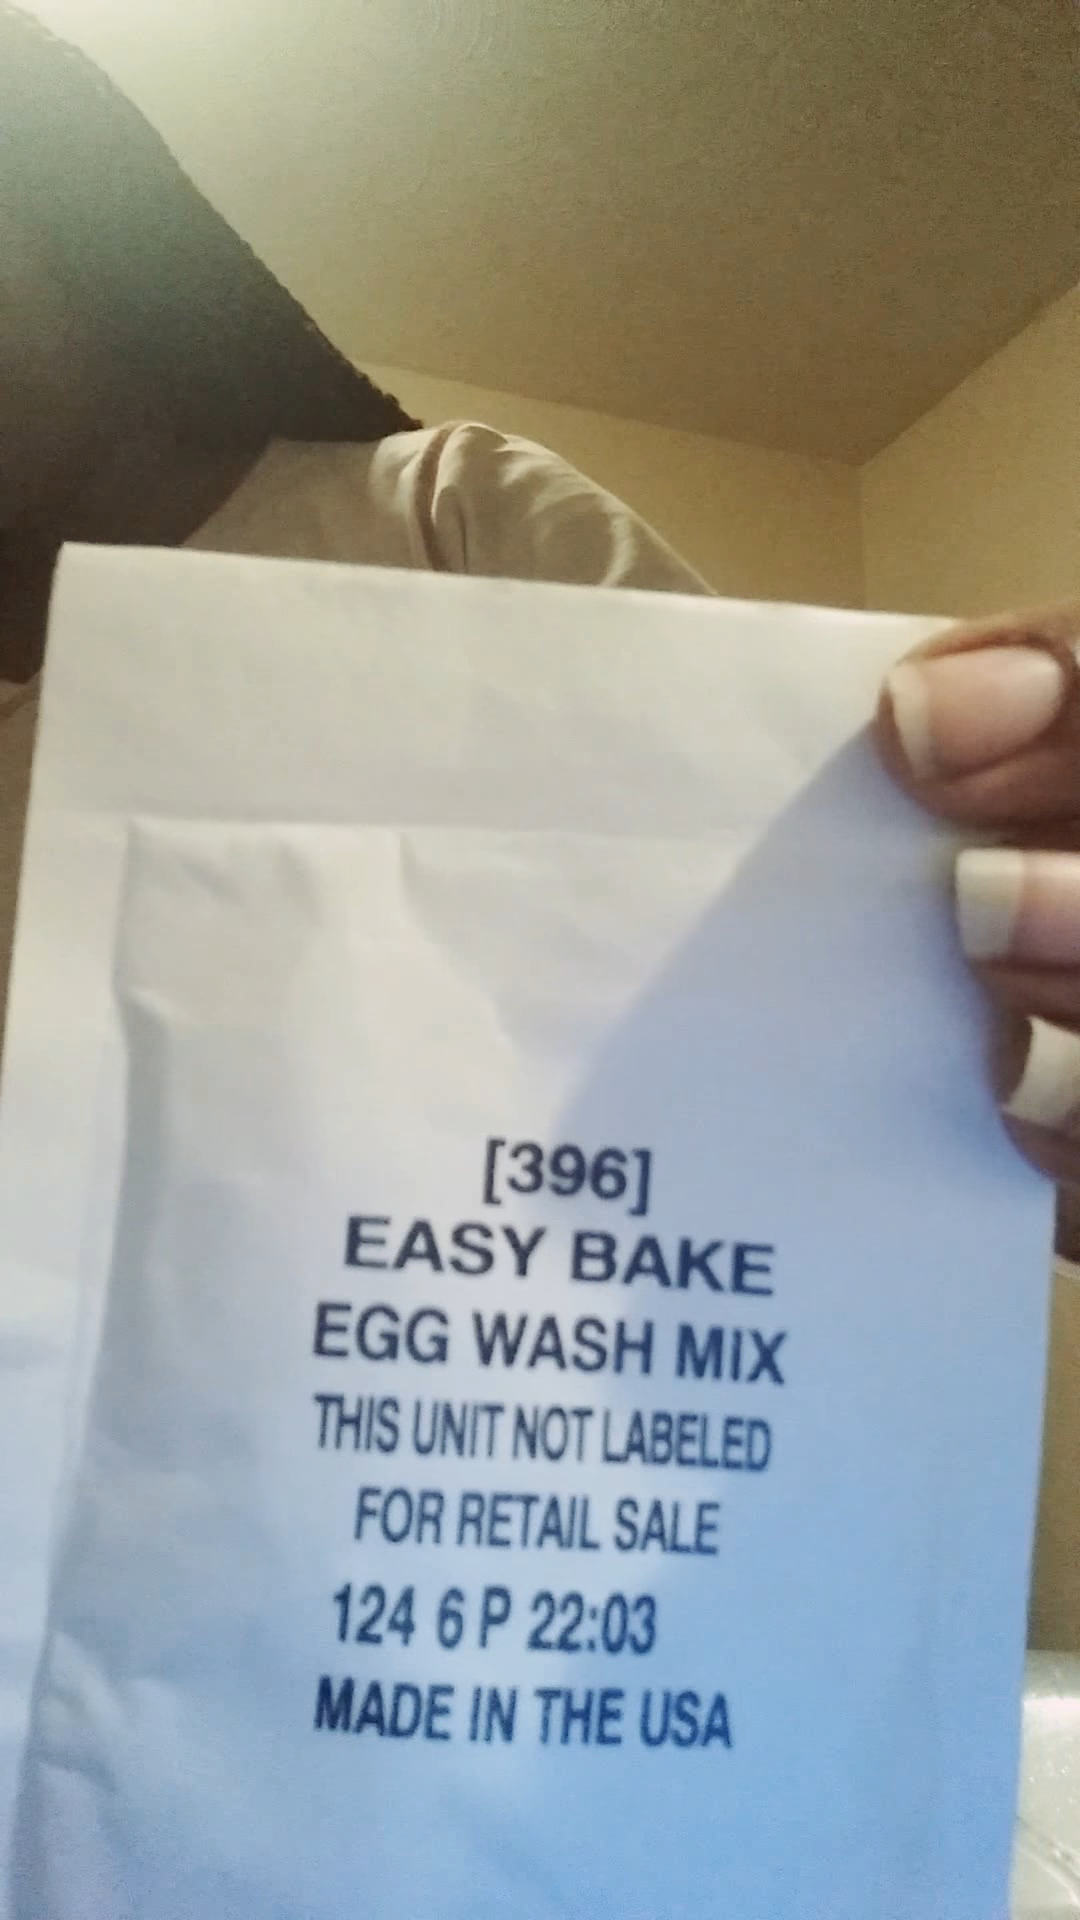 [396]
EASY BAKE
EGG WASH MIX
THIS UNIT NOT LABELED
FOR RETAIL SALE
124 6 P 22:03
MADE IN THE USA